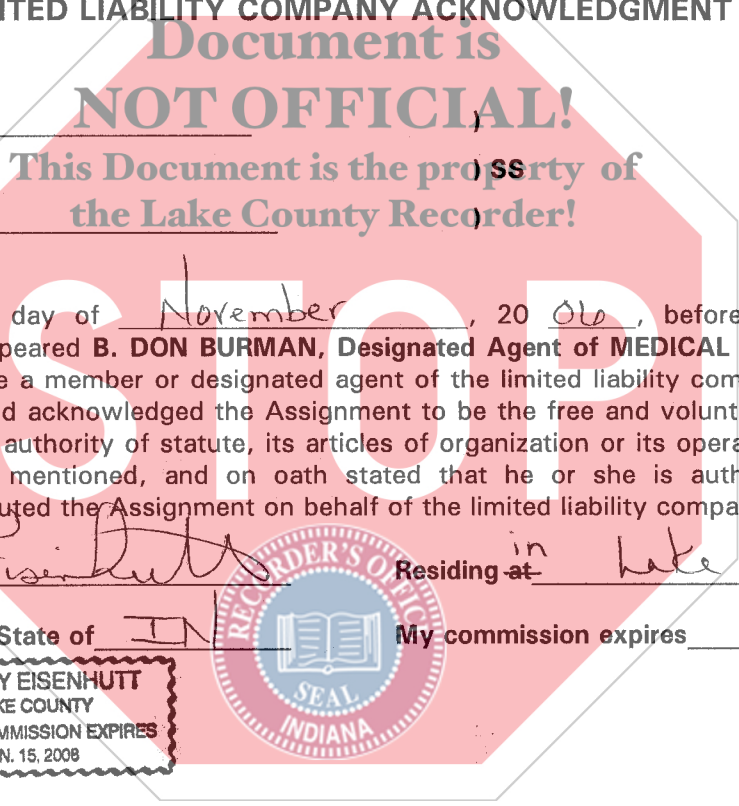 ITED LIABILITY COMPANY ACKNOWLEDGMENT
Document is
NOT OFFICIAL!
)
This Document is the property of
) SS
the Lake County Recorder!
)
STOP
day of November, 20 06, before
peared B. DON BURMAN, Designated Agent of MEDICAL
e a member or designated agent of the limited liability com
d acknowledged the Assignment to be the free and volunt
authority of statute, its articles of organization or its opera
mentioned, and on oath stated that he or she is auth
uted the Assignment on behalf of the limited liability compa
isenhutt
Residing at in Lake
State of IN
My commission expires
Y EISENHUTT
KE COUNTY
MMISSION EXPIRES
N. 15, 2008
RECORDER'S OFFICE
SEAL
INDIANA